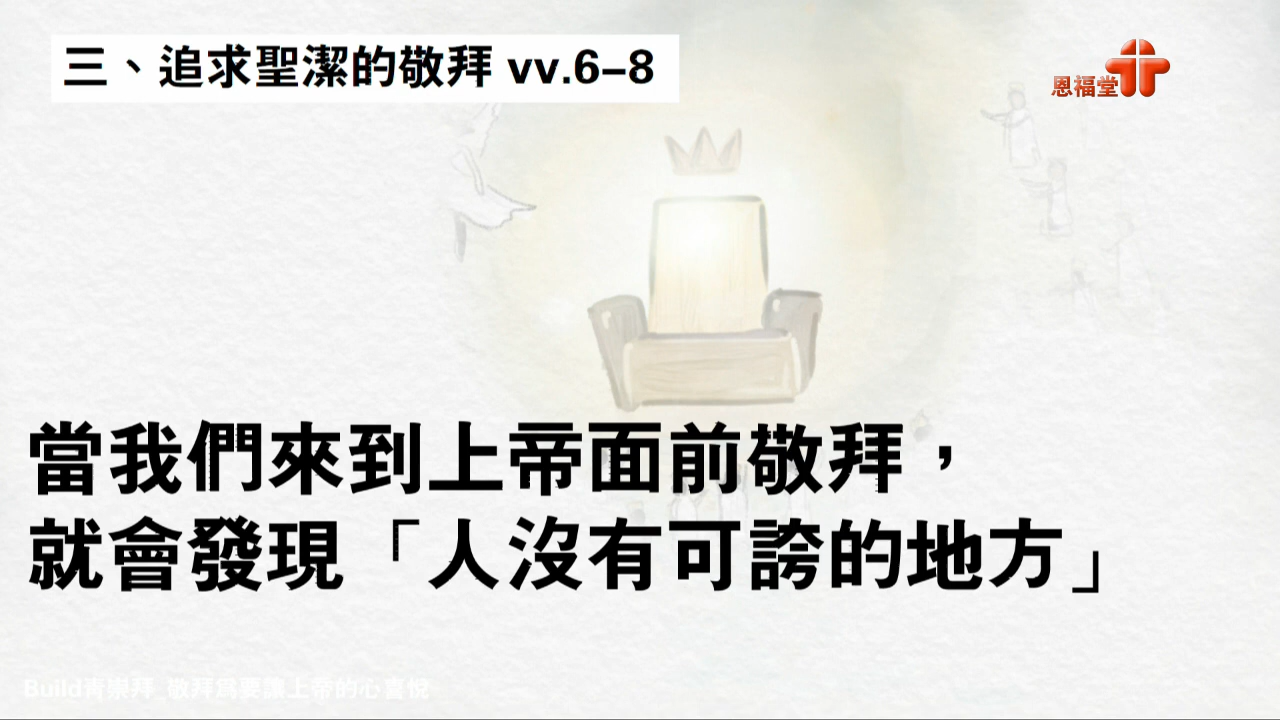 三、追求聖潔的敬拜 vv.6-8
恩福堂
當我們來到上帝面前敬拜，
就會發現「人沒有可誇的地方」
Build青崇拜_敬拜為要讓上帝的心喜悅